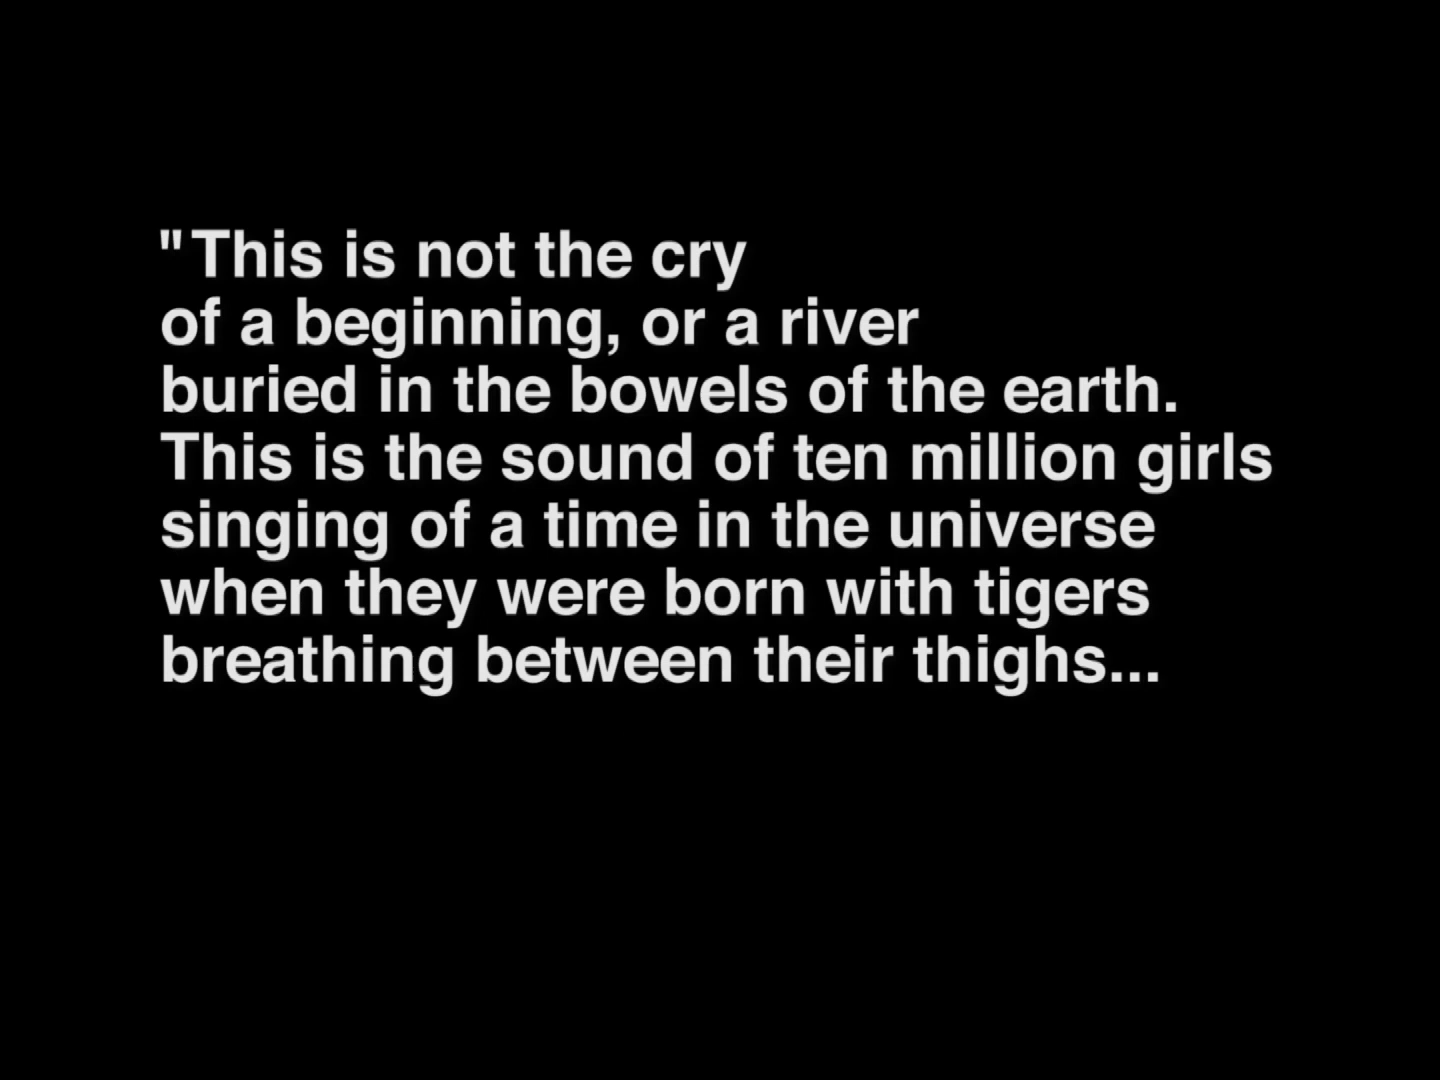 "This is not the cry
of a beginning, or a river
buried in the bowels of the earth.
This is the sound of ten million girls
singing of a time in the universe
when they were born with tigers
breathing between their thighs...